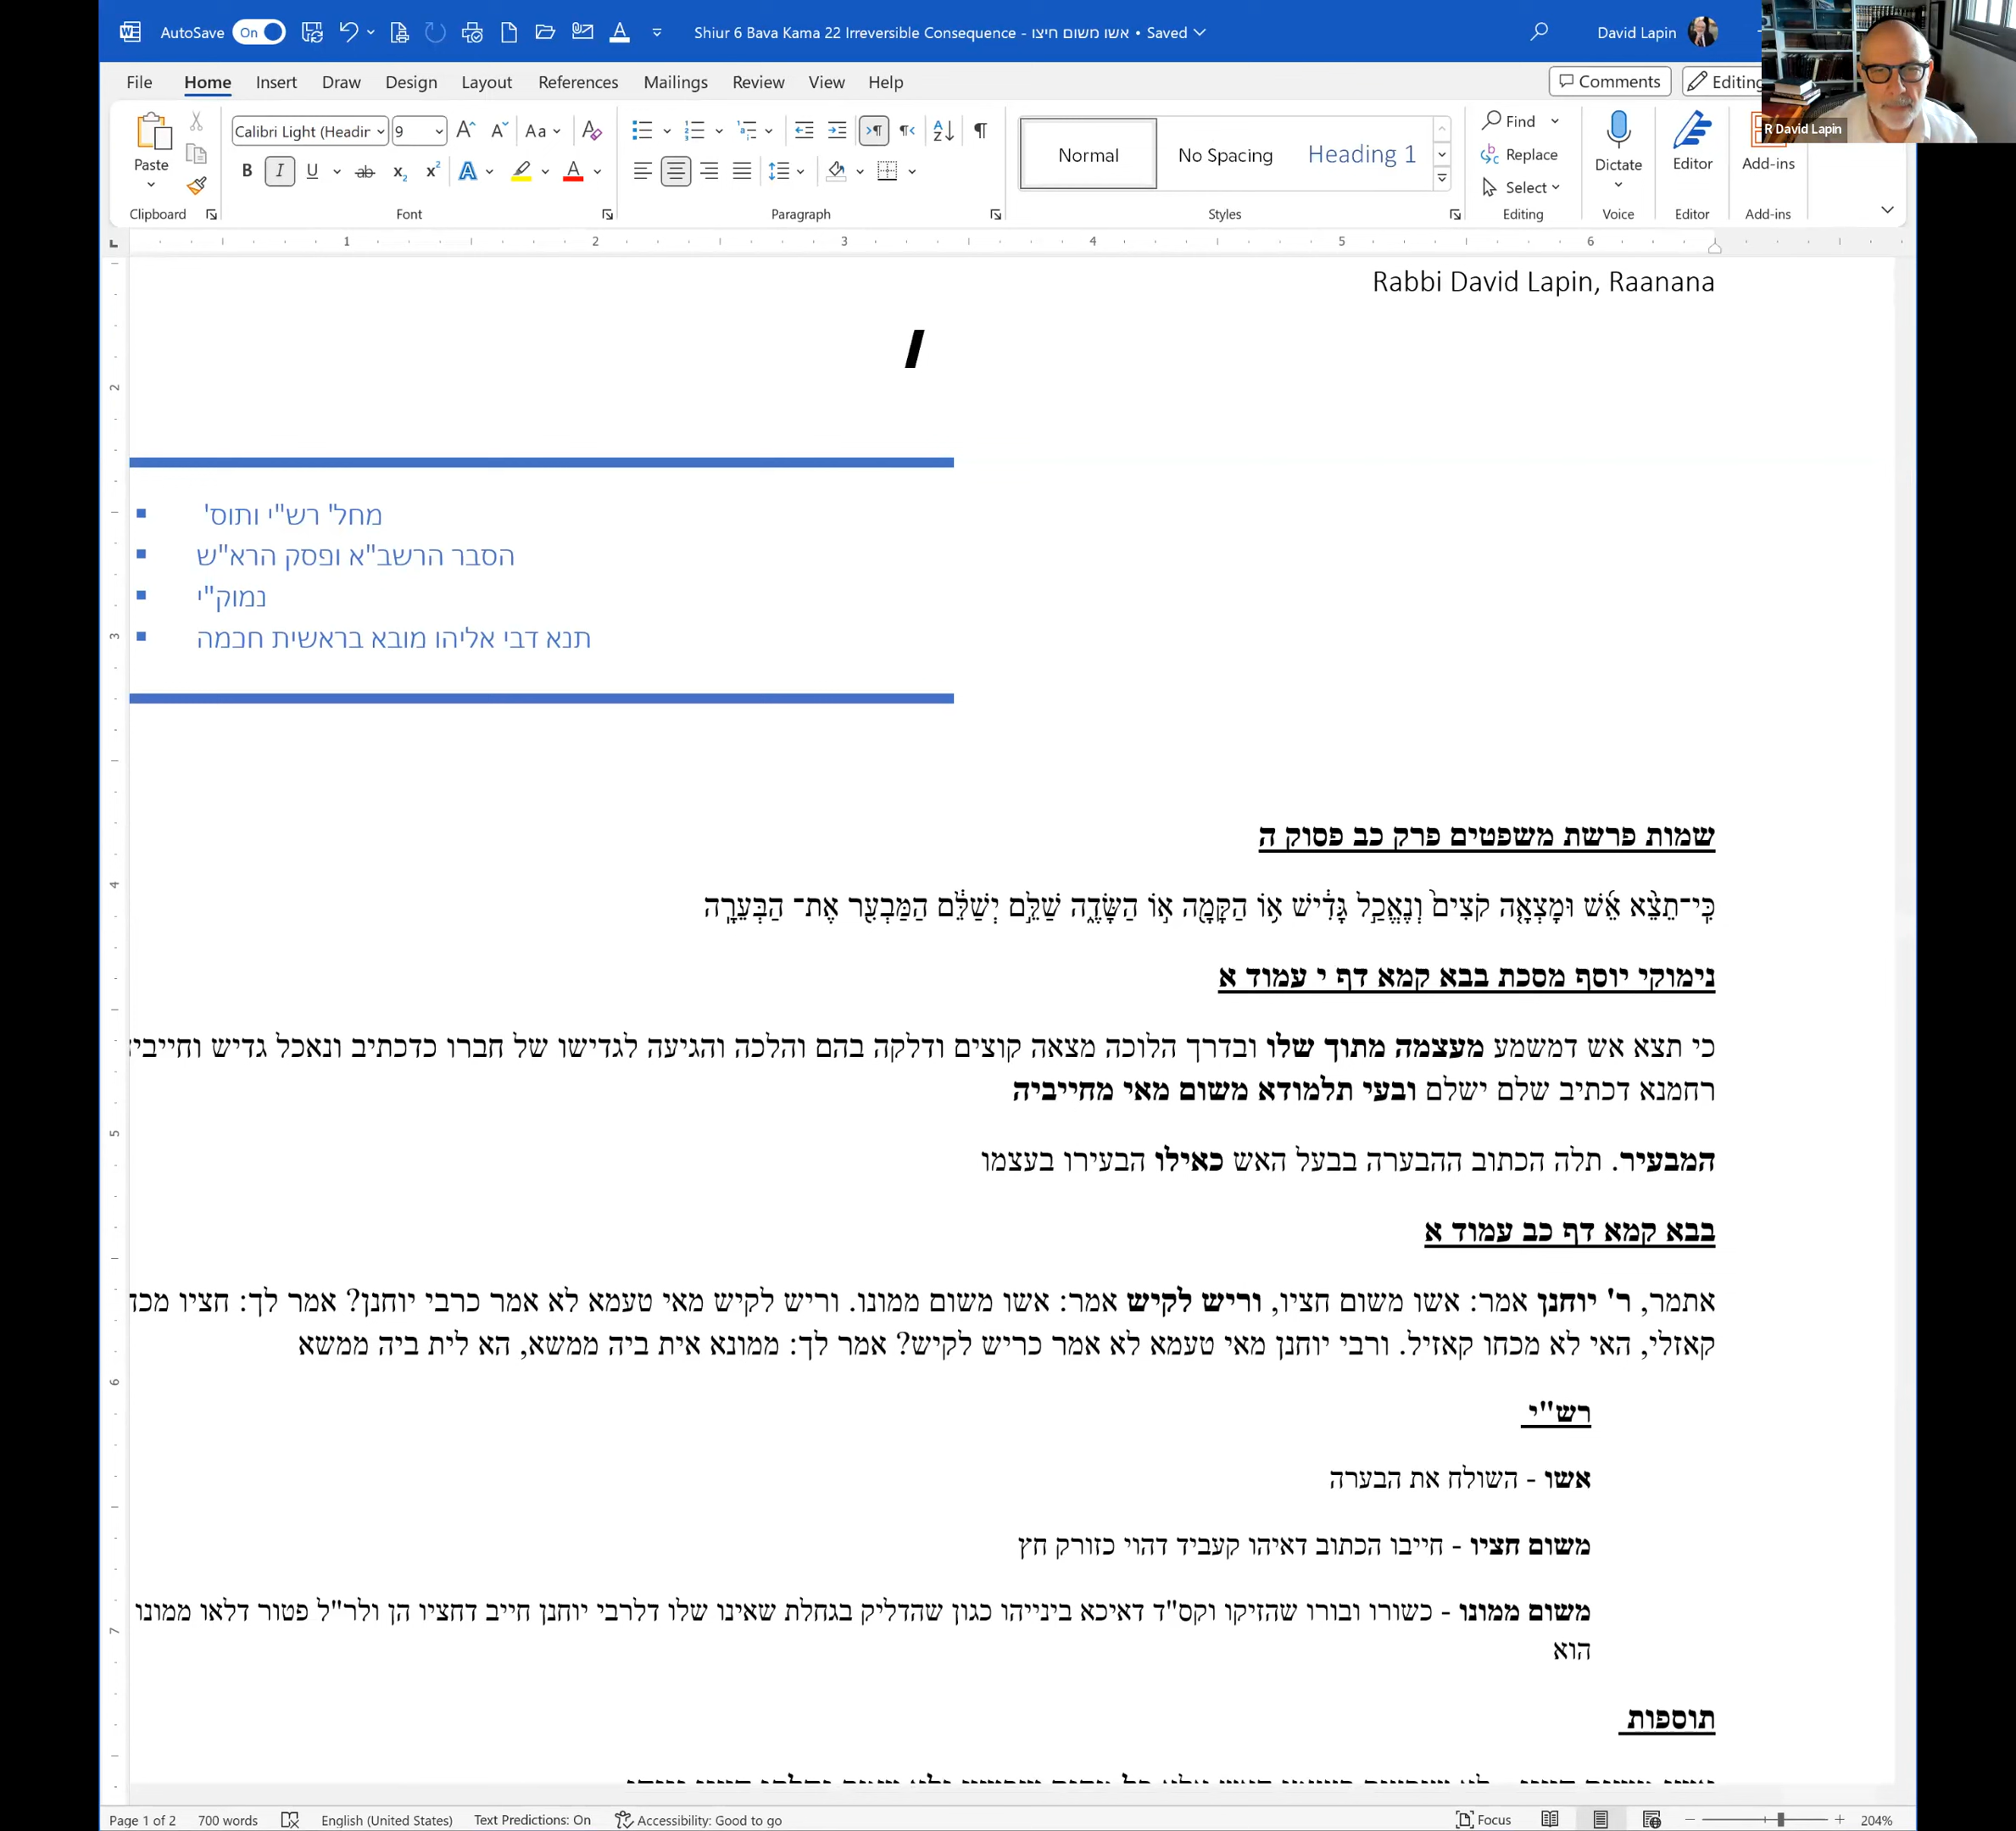 AutoSave On Shiur 6 Bava Kama 22 Irreversible Consequence - אשו משום חיצו • Saved David Lapin
File Home Insert Draw Design Layout References Mailings Review View Help Comments Editing
R David Lapin
Calibri Light (Headir 9 Aa
Paste
Normal No Spacing Heading 1
Find
Replace
Select
Dictate Editor Add-ins
Clipboard Font Paragraph Styles Editing Voice Editor Add-ins
1 2 3 4 5 6
Rabbi David Lapin, Raanana
מחל' רש"י ותוס'
הסבר הרשב"א ופסק הרא"ש
נמוק"י
תנא דבי אליהו מובא בראשית חכמה
שמות פרשת משפטים פרק כב פסוק ה
כִּֽי־תֵצֵ֨א אֵ֜שׁ וּמָצְאָ֤ה קֹצִים֙ וְנֶאֱכַ֣ל גָּדִ֔ישׁ א֥וֹ הַקָּמָ֖ה א֣וֹ הַשָּׂדֶ֑ה שַׁלֵּ֣ם יְשַׁלֵּ֔ם הַמַּבְעִ֖ר אֶת־ הַבְּעֵרָֽה
נימוקי יוסף מסכת בבא קמא דף י עמוד א
כי תצא אש דמשמע מעצמה מתוך שלו ובדרך הלוכה מצאה קוצים ודלקה בהם והלכה והגיעה לגדישו של חברו כדכתיב ונאכל גדיש
רחמנא דכתיב שלם ישלם ובעי תלמודא משום מאי מחייביה
המבעיר. תלה הכתוב ההבערה בבעל האש כאילו הבעירו בעצמו
בבא קמא דף כב עמוד א
אתמר, ר' יוחנן אמר: אשו משום חציו, וריש לקיש אמר: אשו משום ממונו. וריש לקיש מאי טעמא לא אמר כרבי יוחנן? אמר לך: חציו
קאזלי, האי לא מכחו קאזיל. ורבי יוחנן מאי טעמא לא אמר כריש לקיש? אמר לך: ממונא אית ביה ממשא, הא לית ביה ממשא
רש"י
אשו - השולח את הבערה
משום חציו - חייבו הכתוב דאיהו קעביד דהוי כזורק חץ
משום ממונו - כשורו ובורו שהזיקו וקס"ד דאיכא בינייהו כגון שהדליק בגחלת שאינו שלו דלרבי יוחנן חייב דחציו הן ולר"ל פטור דלאו ממונו
הוא
תוספות
Page 1 of 2 700 words English (United States) Text Predictions: On Accessibility: Good to go Focus 204%